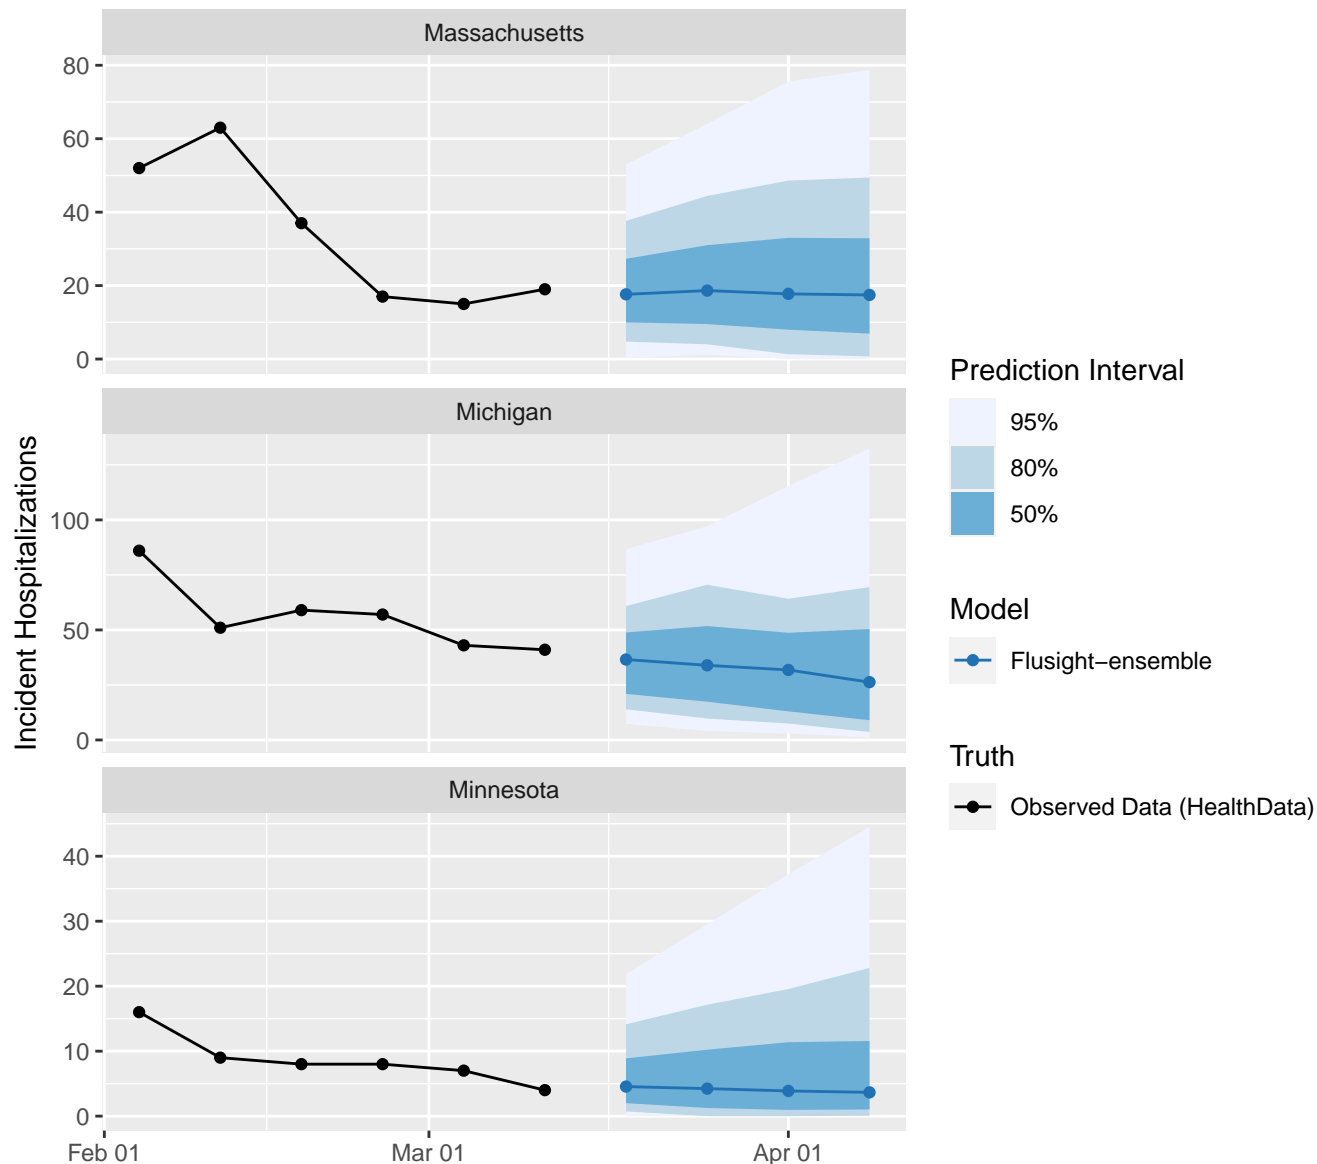 Massachusetts
80
60
40
20
0
Michigan
100
50
0
Minnesota
40
30
20
10
0
Feb 01
Mar 01
Apr 01
Incident Hospitalizations
Prediction Interval
95%
80%
50%
Model
Flusight−ensemble
Truth
Observed Data (HealthData)